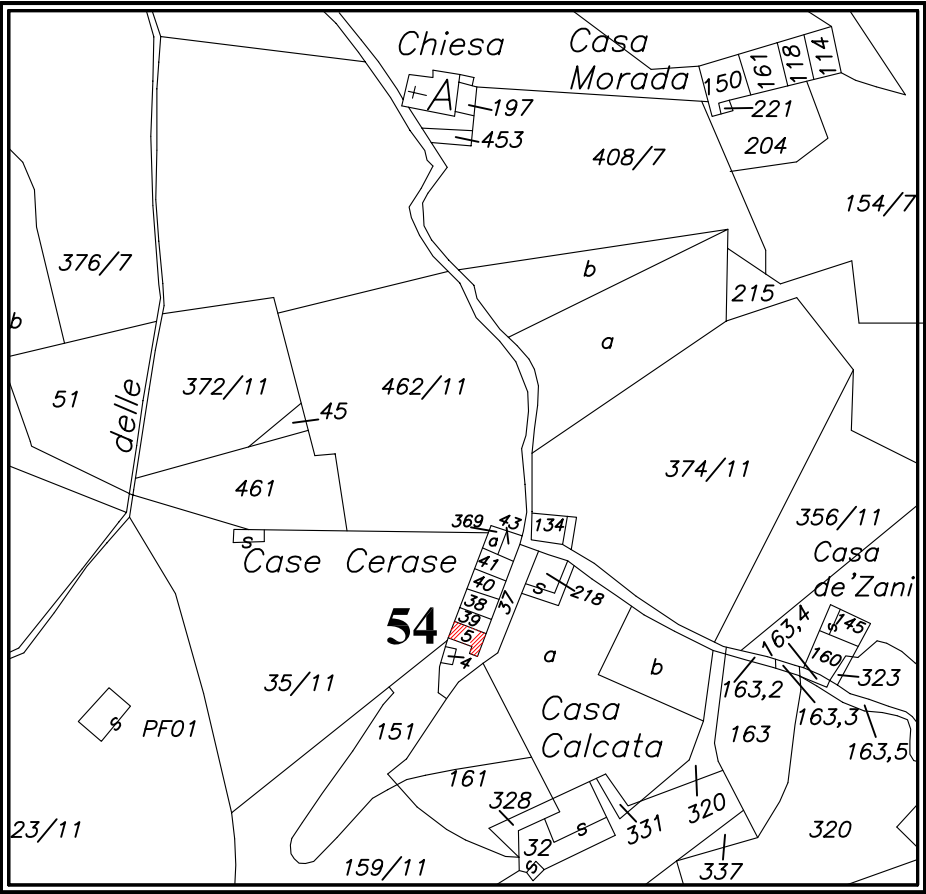 Chiesa
Casa
Morada
A
197
453
150
161
118
114
221
204
408/7
154/7
376/7
b
215
b
a
51
372/11
delle
45
462/11
461
374/11
356/11
s
Case Cerase
369
43
134
a
41
40
38
39
37
5
4
54
s
218
Casa
de'Zani
s
145
163,4
160
323
a
b
163,2
163,3
163,5
163
35/11
s
PF01
151
Casa
Calcata
161
328
s
32
s
331
320
337
320
23/11
159/11